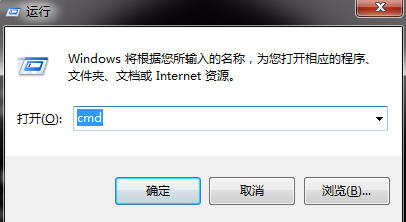 运行
Windows 将根据您所输入的名称，为您打开相应的程序、
文件夹、文档或 Internet 资源。
打开(O): cmd
确定 取消 浏览(B)...